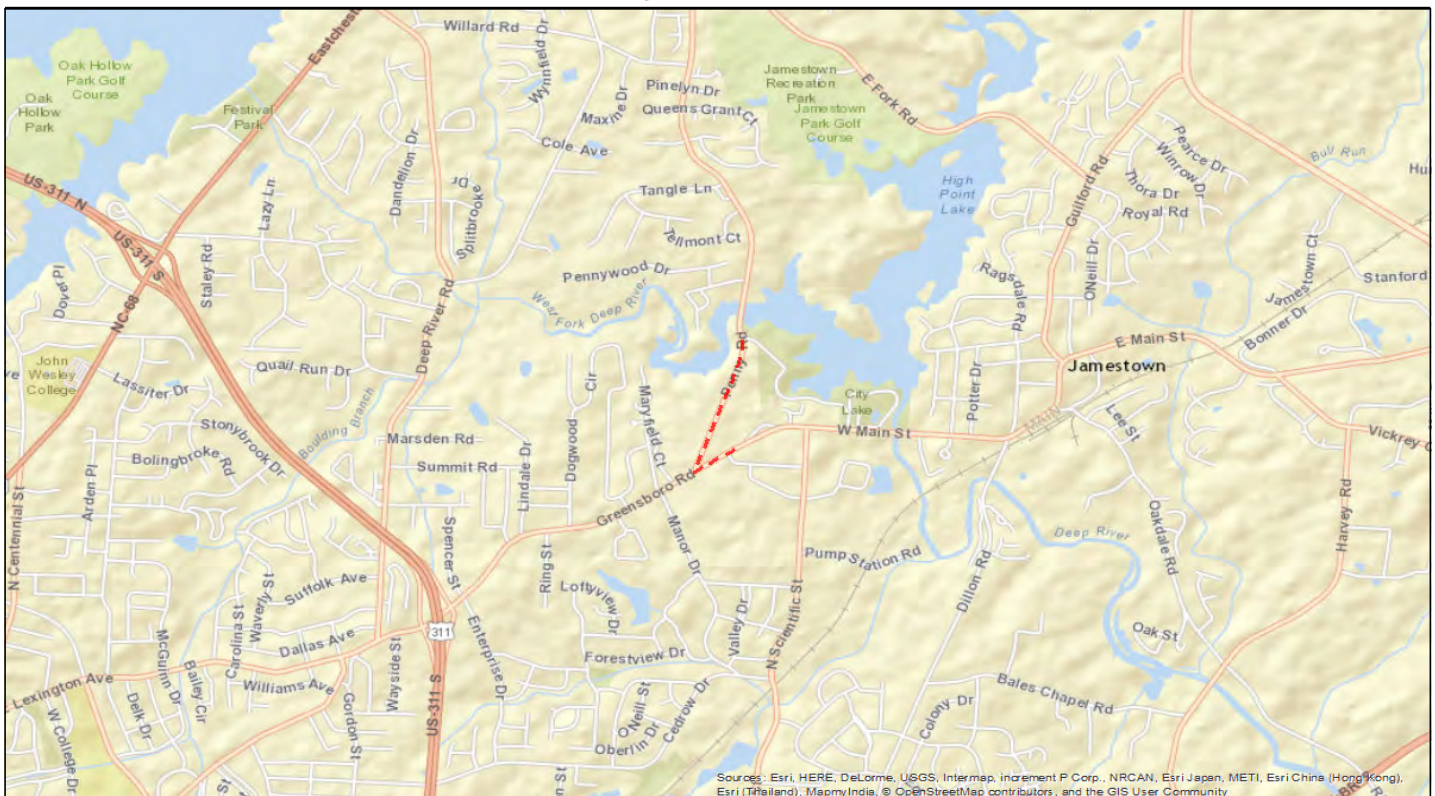 Willard Rd
Eastchest
Oak Hollow
Park Golf
Course
Oak
Hollow
Park
Festival
Park
Wynnfield Dr
Pinelyn Dr
Queens Grant Ct
Maxine Dr
Cole Ave
Jamestown
Recreation
Park
Jamestown
Park Golf
Course
E Fork Rd
Pearce Dr
Winrow Dr
Bull Run
Hu
US-311 N
US-311 S
Lazy Ln
Dandelion Dr
Splitbrooke Dr
Tangle Ln
Tellmont Ct
High
Point
Lake
Guilford Rd
Thora Dr
Royal Rd
Dover Pl
NC-68
Staley Rd
Deep River Rd
Pennywood Dr
West Fork Deep River
Ragsdale Rd
ONeill Dr
Jamestown Ct
Stanford
Bonner Dr
E Main St
Jamestown
John
Wesley
College
ve
Lassiter Dr
Quail Run Dr
Boulding Branch
Penny Rd
City
Lake
Potter Dr
W Main St
MAIN
Lee St
Vickrey C
Stonybrook Dr
Bolingbroke Rd
Marsden Rd
Summit Rd
Lindale Dr
Dogwood Cir
Maryfield Ct
Greensboro Rd
Arden Pl
N Centennial St
Spencer St
Ring St
Manor Dr
Pump Station Rd
Deep River
Dillon Rd
Oakdale Rd
Harvey Rd
Suffolk Ave
Waverly St
Carolina St
Dallas Ave
Loftyview Dr
Valley Dr
N Scientific St
Oak St
311
Lexington Ave
McGuinn Dr
Bailey Cir
Williams Ave
Wayside St
US-311 S
Enterprise Dr
Forestview Dr
Bales Chapel Rd
W College Dr
Delk Dr
Gordon St
ONeill St
Oberlin Dr
Cedrow Dr
Colony Dr
n St
Sources: Esri, HERE, DeLorme, USGS, Intermap, increment P Corp., NRCAN, Esri Japan, METI, Esri China (Hong Kong),
Esri (Thailand), MapmyIndia, © OpenStreetMap contributors, and the GIS User Community